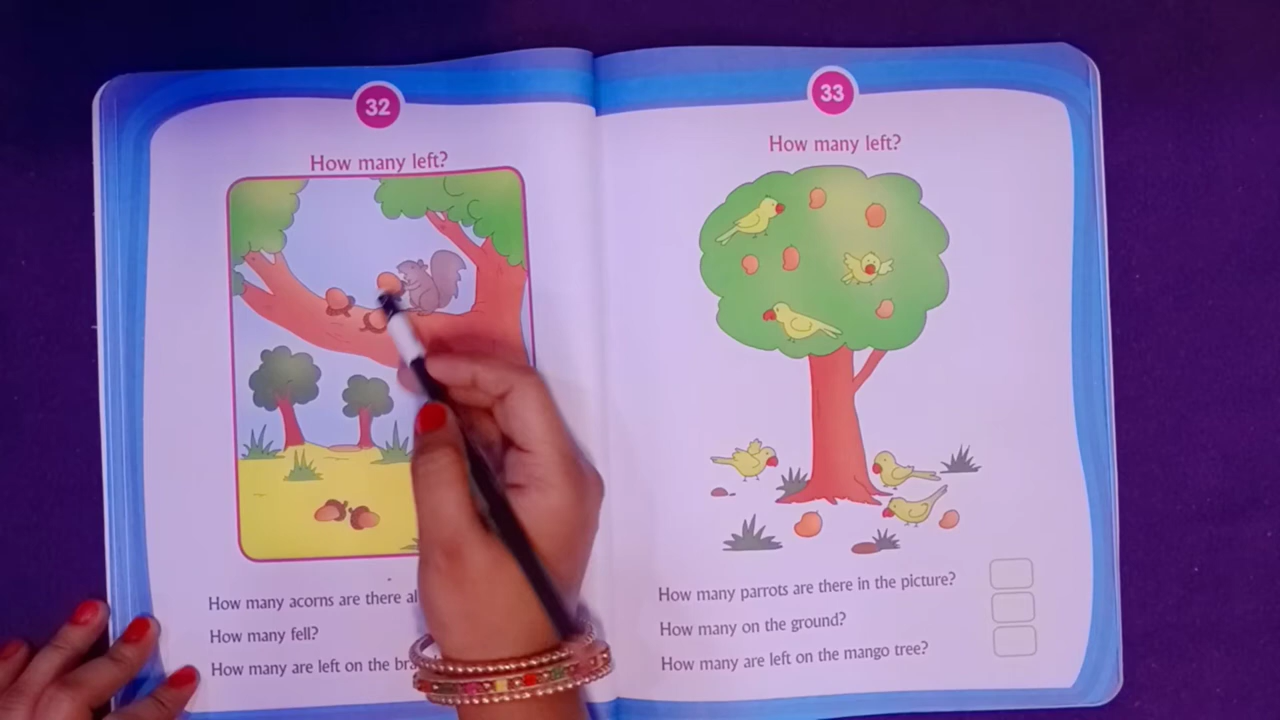 32
How many left?
How many acorns are there
How many fell?
How many are left on the
33
How many left?
How many parrots are there in the picture?
How many on the ground?
How many are left on the mango tree?